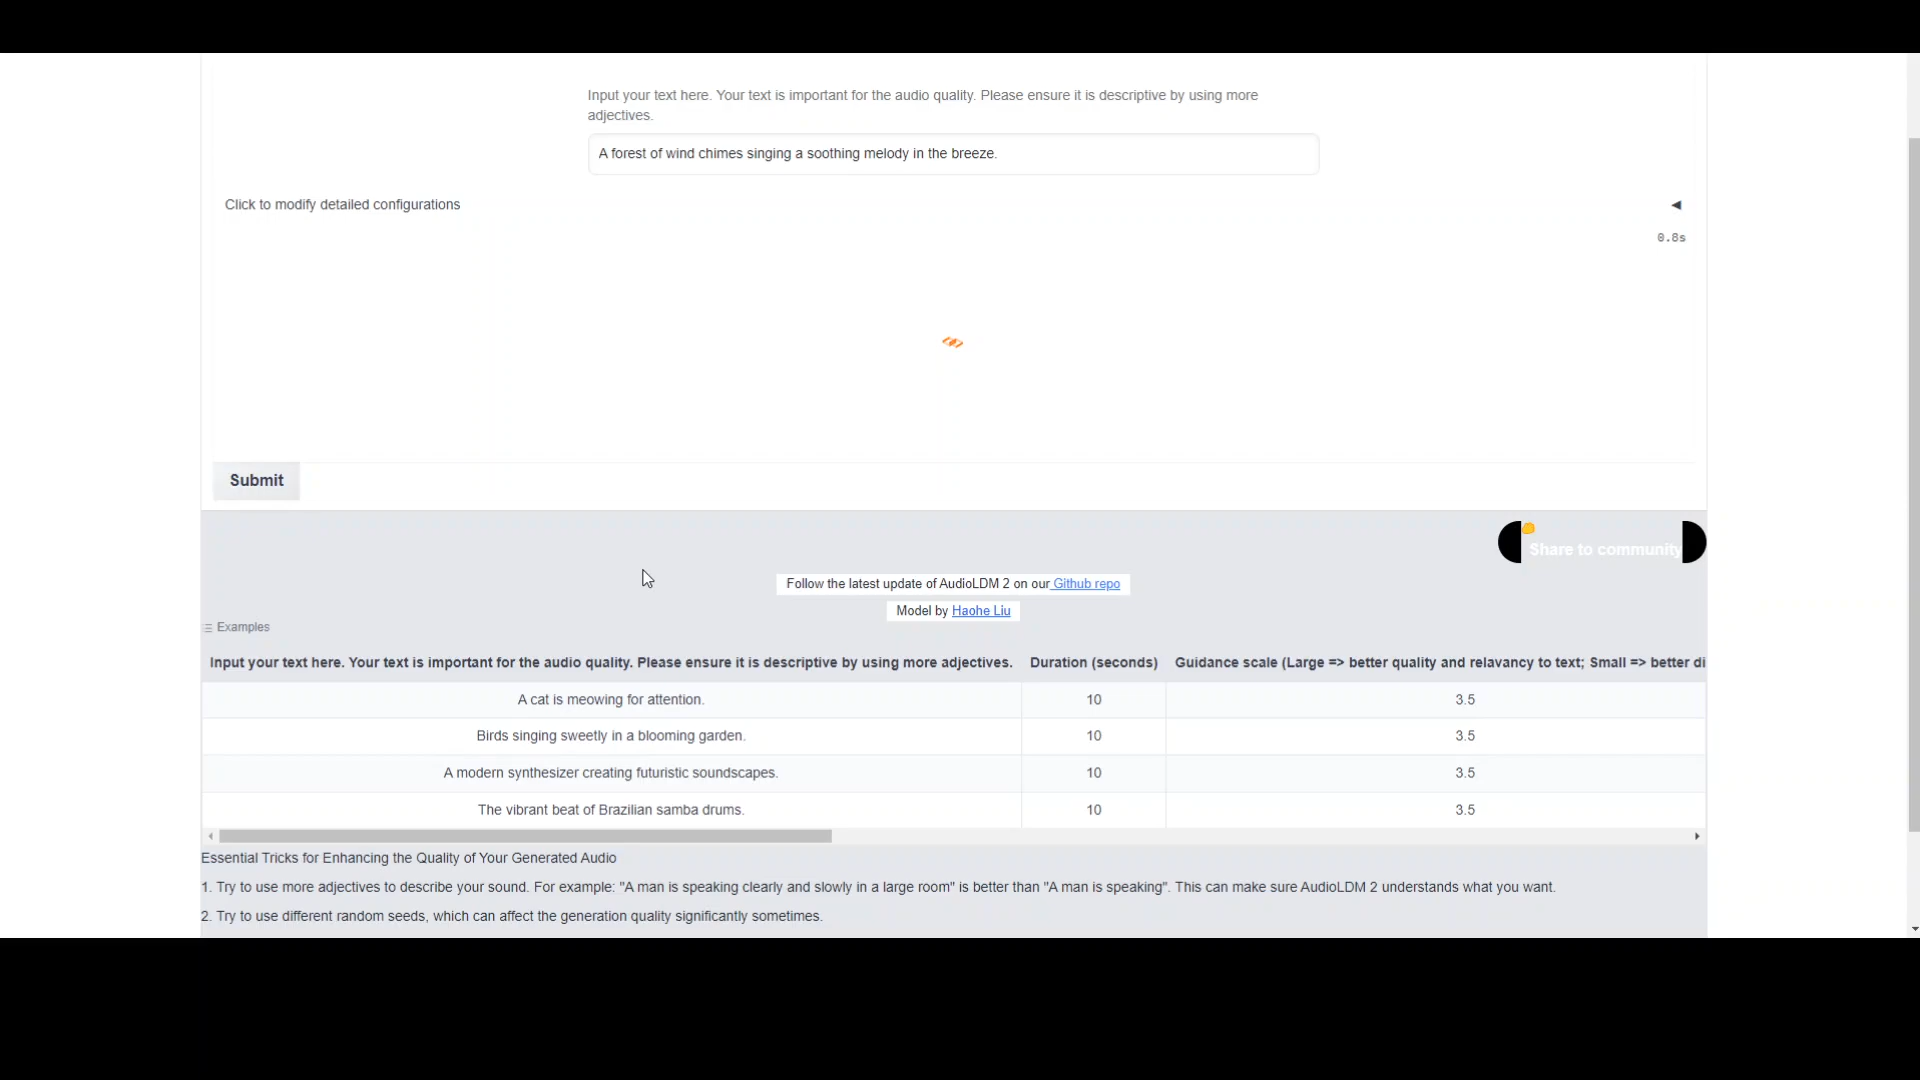 Input your text here. Your text is important for the audio quality. Please ensure it is descriptive by using more
adjectives.
A forest of wind chimes singing a soothing melody in the breeze.
Click to modify detailed configurations
0.8s
Submit
Share to community
Follow the latest update of AudioLDM 2 on our Github repo
Model by Haohe Liu
Examples
Input your text here. Your text is important for the audio quality. Please ensure it is descriptive by using more adjectives. Duration (seconds) Guidance scale (Large => better quality and relavancy to text; Small => better di
A cat is meowing for attention. 10 3.5
Birds singing sweetly in a blooming garden. 10 3.5
A modern synthesizer creating futuristic soundscapes. 10 3.5
The vibrant beat of Brazilian samba drums. 10 3.5
Essential Tricks for Enhancing the Quality of Your Generated Audio
1. Try to use more adjectives to describe your sound. For example: "A man is speaking clearly and slowly in a large room" is better than "A man is speaking". This can make sure AudioLDM 2 understands what you want.
2. Try to use different random seeds, which can affect the generation quality significantly sometimes.